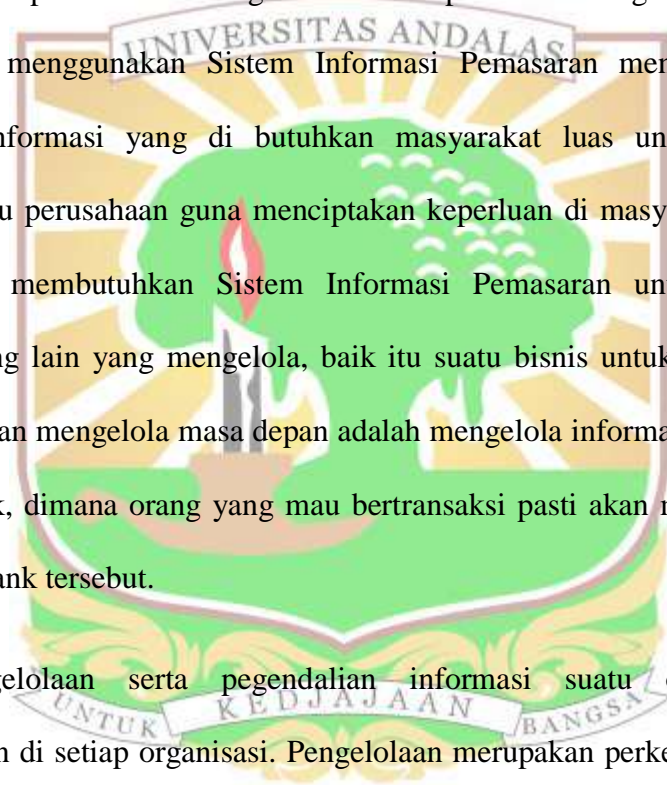 UNIVERSITAS ANDALAS
menggunakan Sistem Informasi Pemasaran men
nformasi yang di butuhkan masyarakat luas un
u perusahaan guna menciptakan keperluan di masy
membutuhkan Sistem Informasi Pemasaran unt
ng lain yang mengelola, baik itu suatu bisnis untuk
an mengelola masa depan adalah mengelola informa
k, dimana orang yang mau bertransaksi pasti akan
ank tersebut.
gelolaan serta pegendalian informasi suatu
UNTUK KEDJAJAAN BANGSA
n di setiap organisasi. Pengelolaan merupakan perke